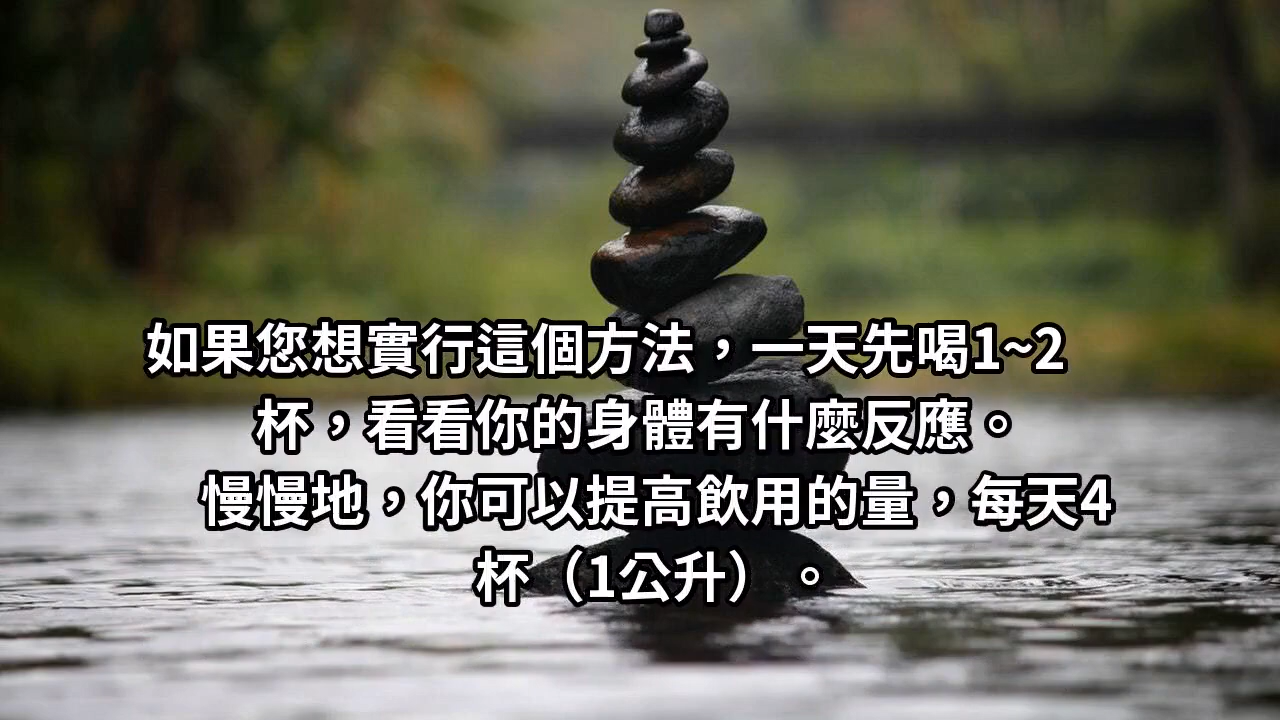 如果您想實行這個方法，一天先喝1~2
杯，看看你的身體有什麼反應。
慢慢地，你可以提高飲用的量，每天4
杯（1公升）。